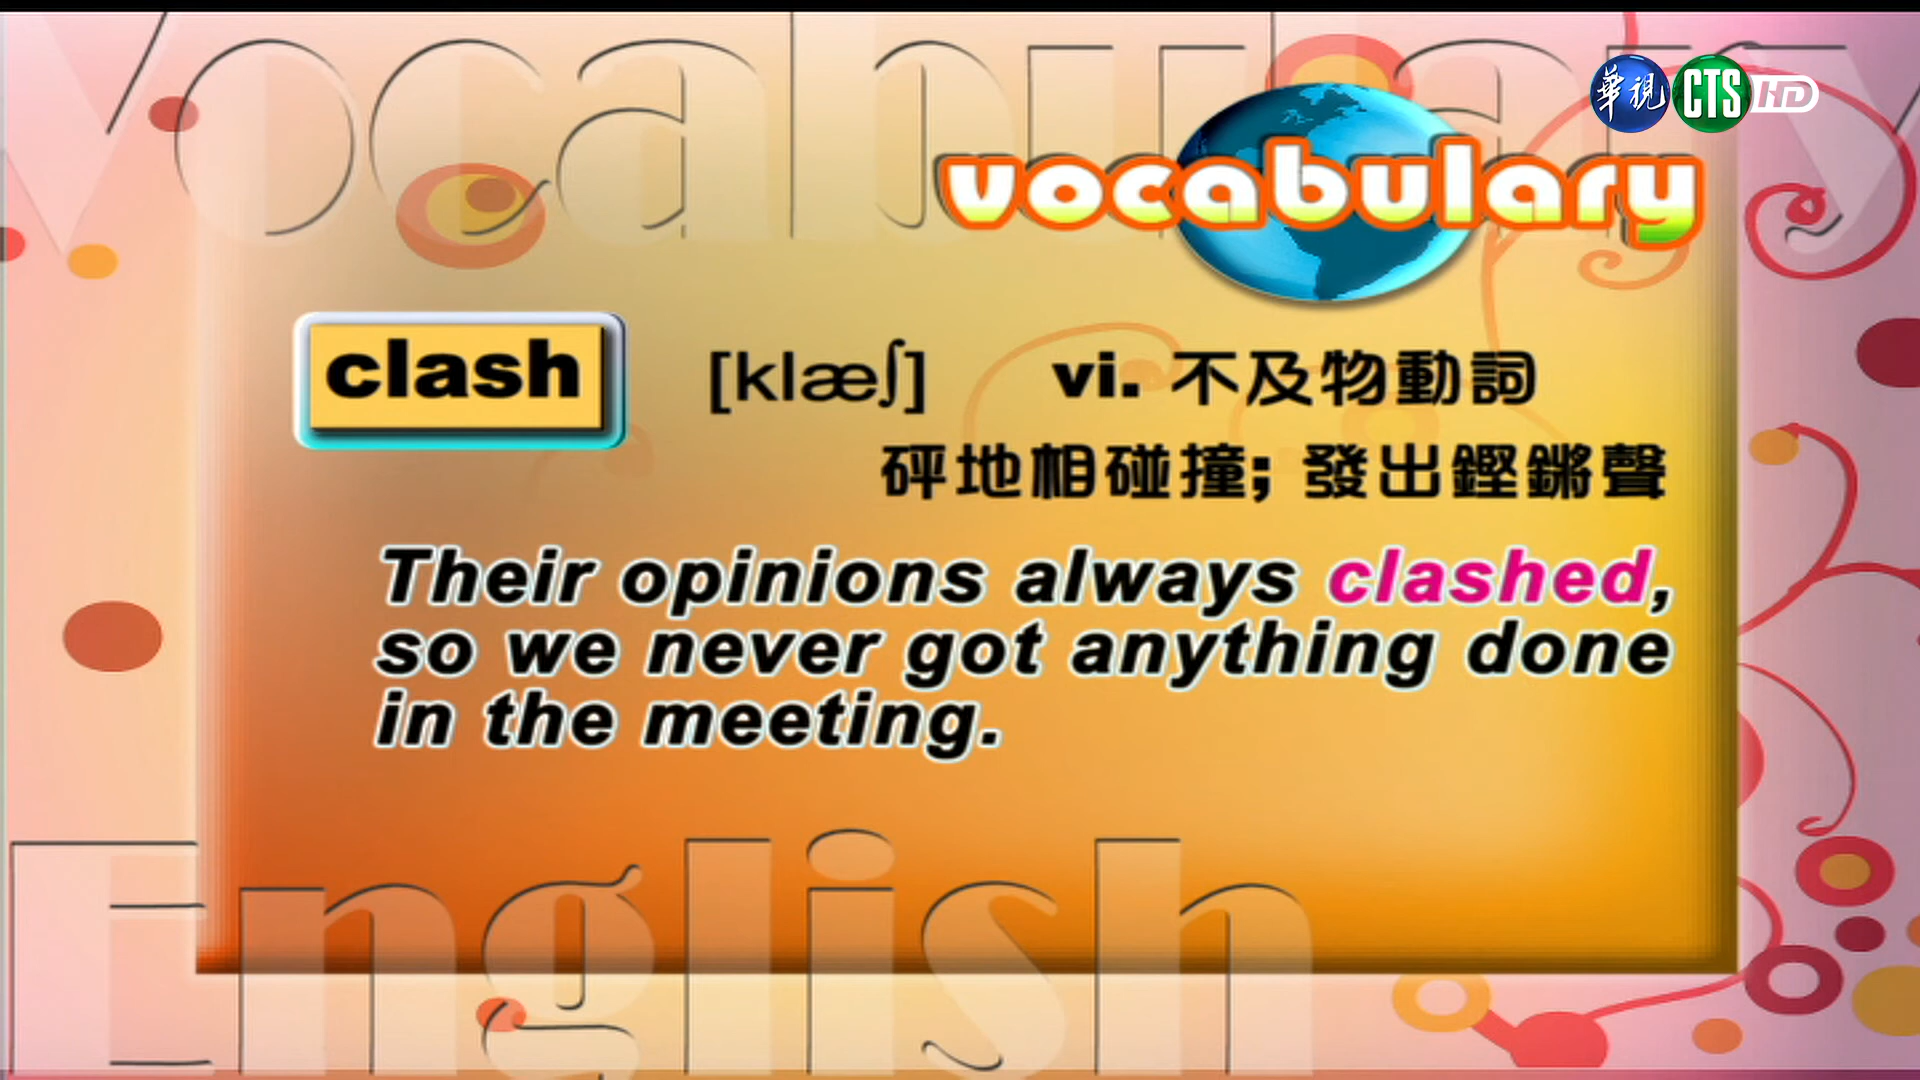 Vocabulary
華視 CTS HD
vocabulary
clash [klæʃ] vi. 不及物動詞
砰地相碰撞; 發出鏗鏘聲
Their opinions always clashed,
so we never got anything done
in the meeting.
English